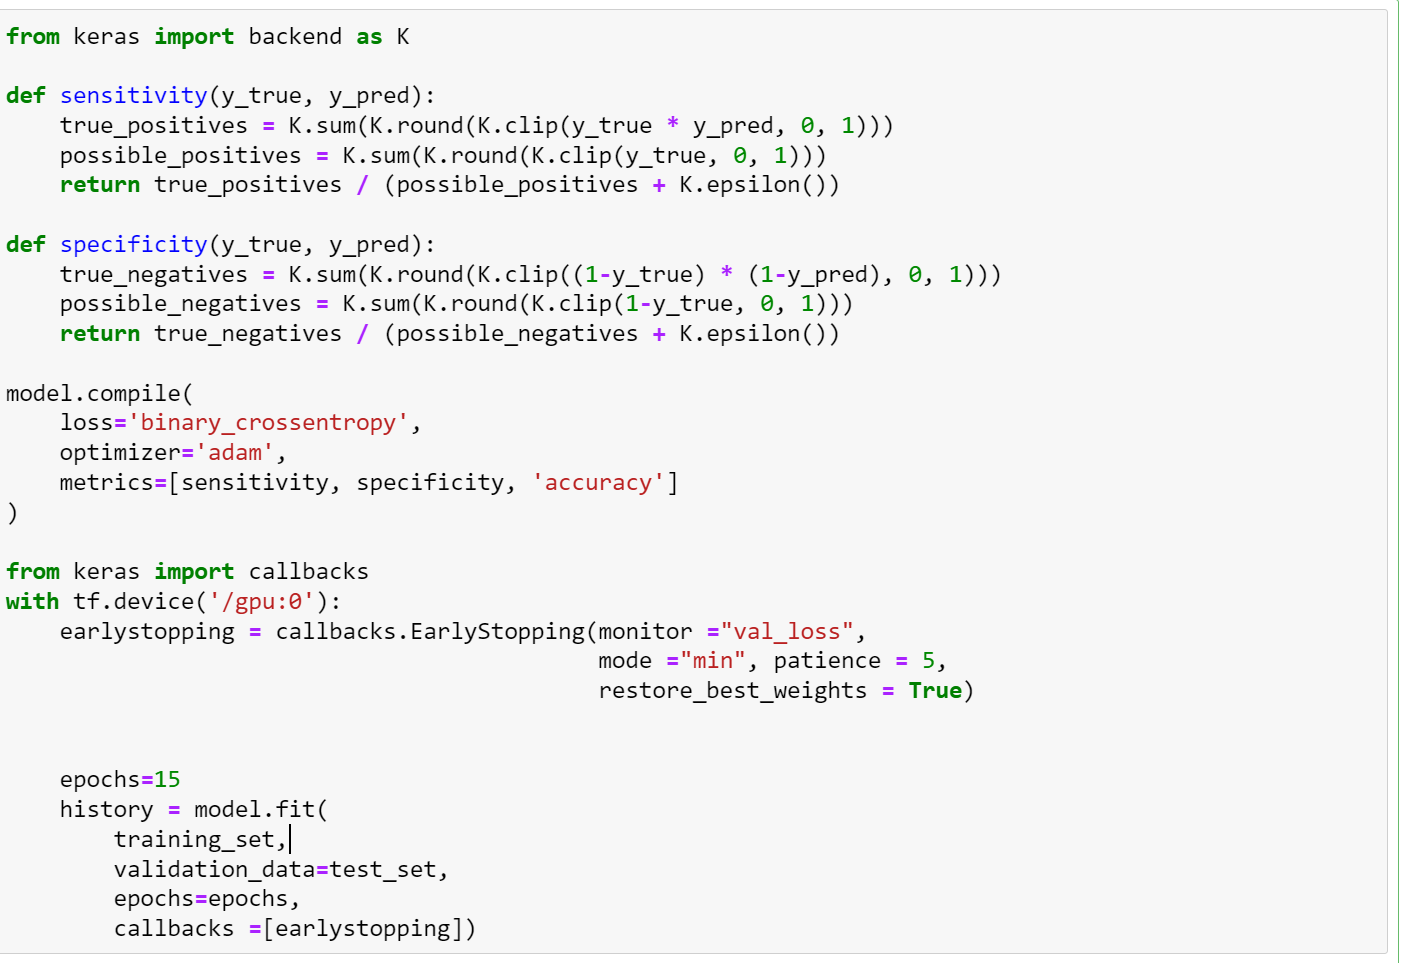 from keras import backend as K
def sensitivity(y_true, y_pred):
    true_positives = K.sum(K.round(K.clip(y_true * y_pred, 0, 1)))
    possible_positives = K.sum(K.round(K.clip(y_true, 0, 1)))
    return true_positives / (possible_positives + K.epsilon())
def specificity(y_true, y_pred):
    true_negatives = K.sum(K.round(K.clip((1-y_true) * (1-y_pred), 0, 1)))
    possible_negatives = K.sum(K.round(K.clip(1-y_true, 0, 1)))
    return true_negatives / (possible_negatives + K.epsilon())
model.compile(
    loss='binary_crossentropy',
    optimizer='adam',
    metrics=[sensitivity, specificity, 'accuracy']
)
from keras import callbacks
with tf.device('/gpu:0'):
    earlystopping = callbacks.EarlyStopping(monitor ="val_loss",
                                            mode ="min", patience = 5,
                                            restore_best_weights = True)
    epochs=15
    history = model.fit(
        training_set,
        validation_data=test_set,
        epochs=epochs,
        callbacks =[earlystopping])